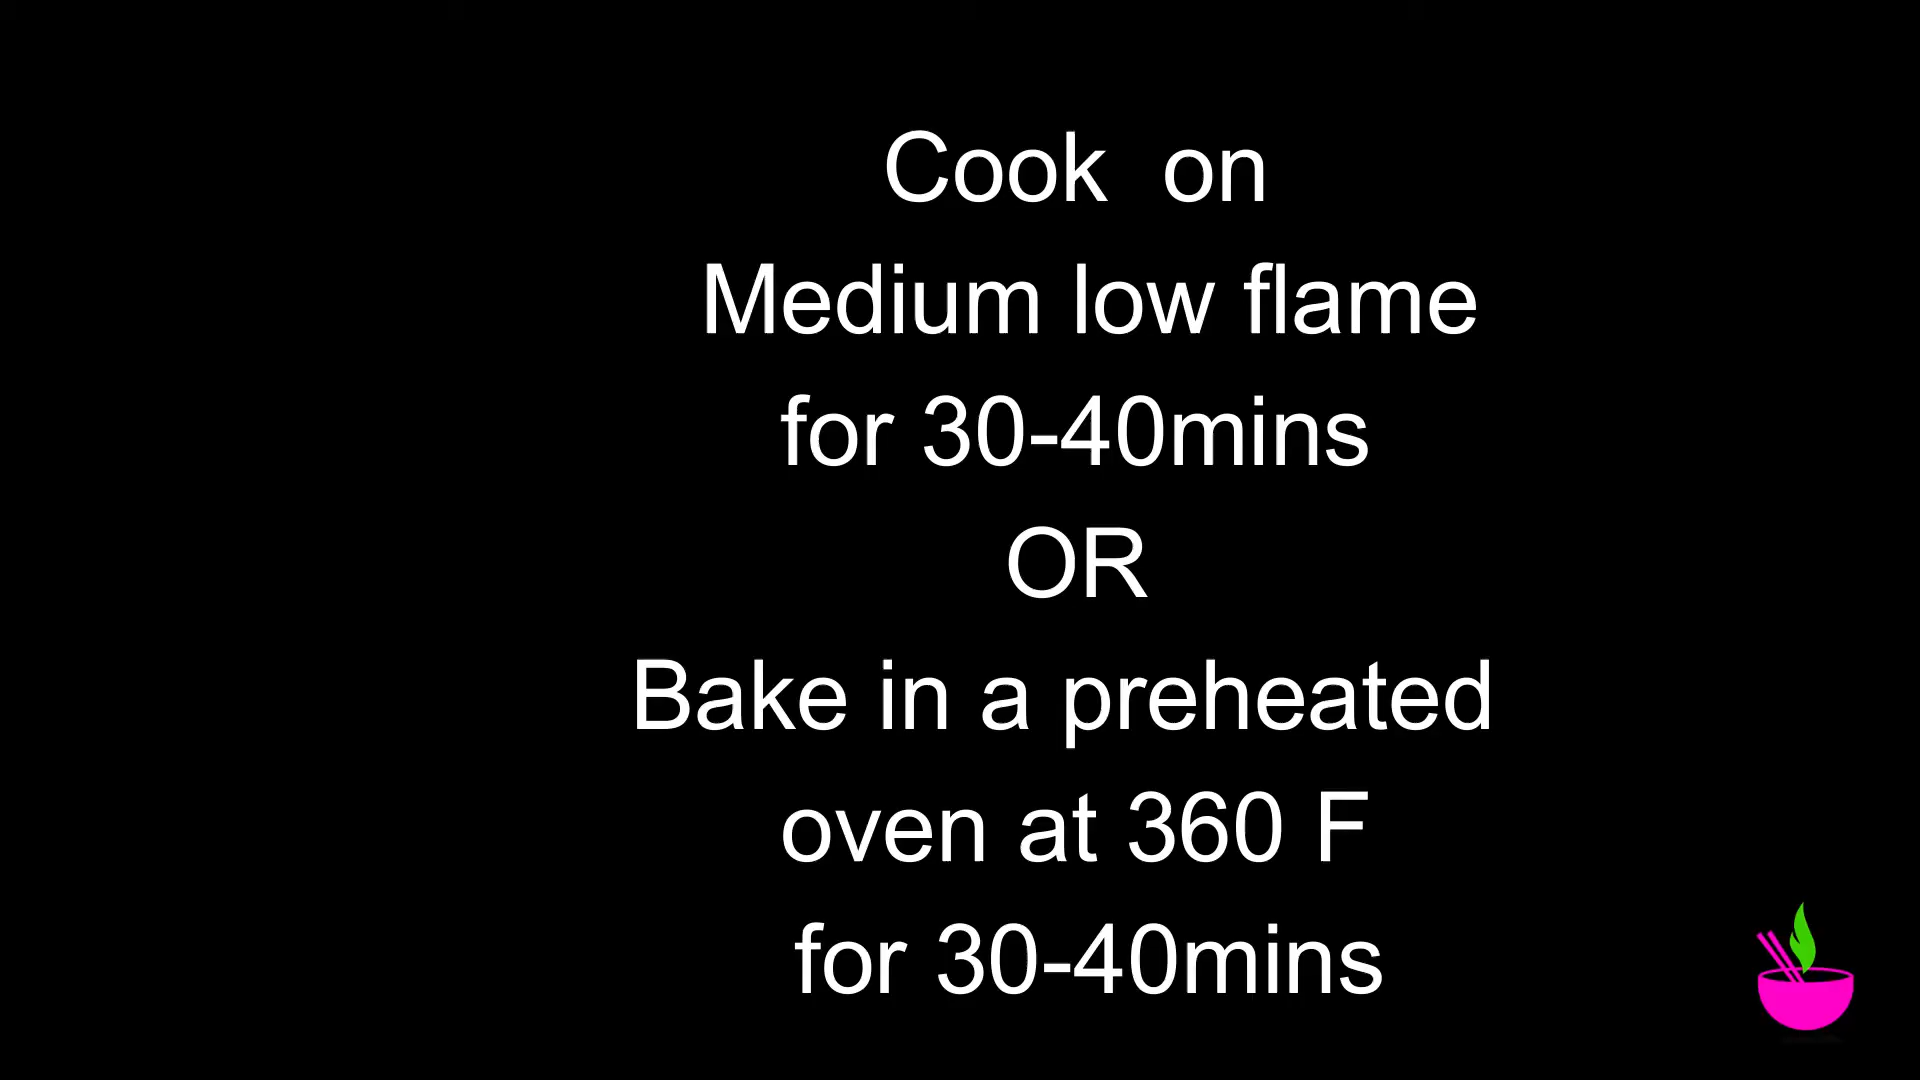 Cook  on
Medium low flame
for 30-40mins
OR
Bake in a preheated
oven at 360 F
for 30-40mins